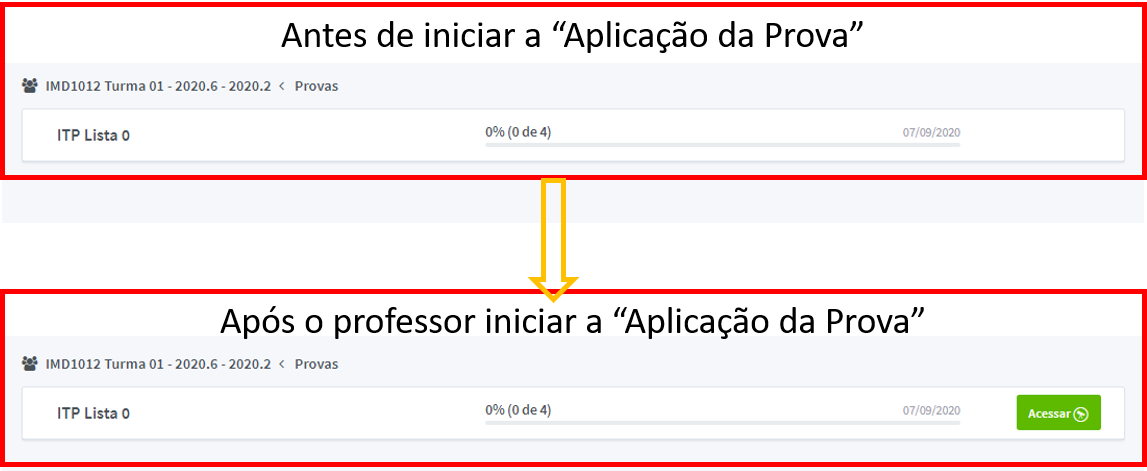 Antes de iniciar a “Aplicação da Prova”
IMD1012 Turma 01 - 2020.6 - 2020.2 < Provas
ITP Lista 0 0% (0 de 4) 07/09/2020
Após o professor iniciar a “Aplicação da Prova”
IMD1012 Turma 01 - 2020.6 - 2020.2 < Provas
ITP Lista 0 0% (0 de 4) 07/09/2020 Acessar